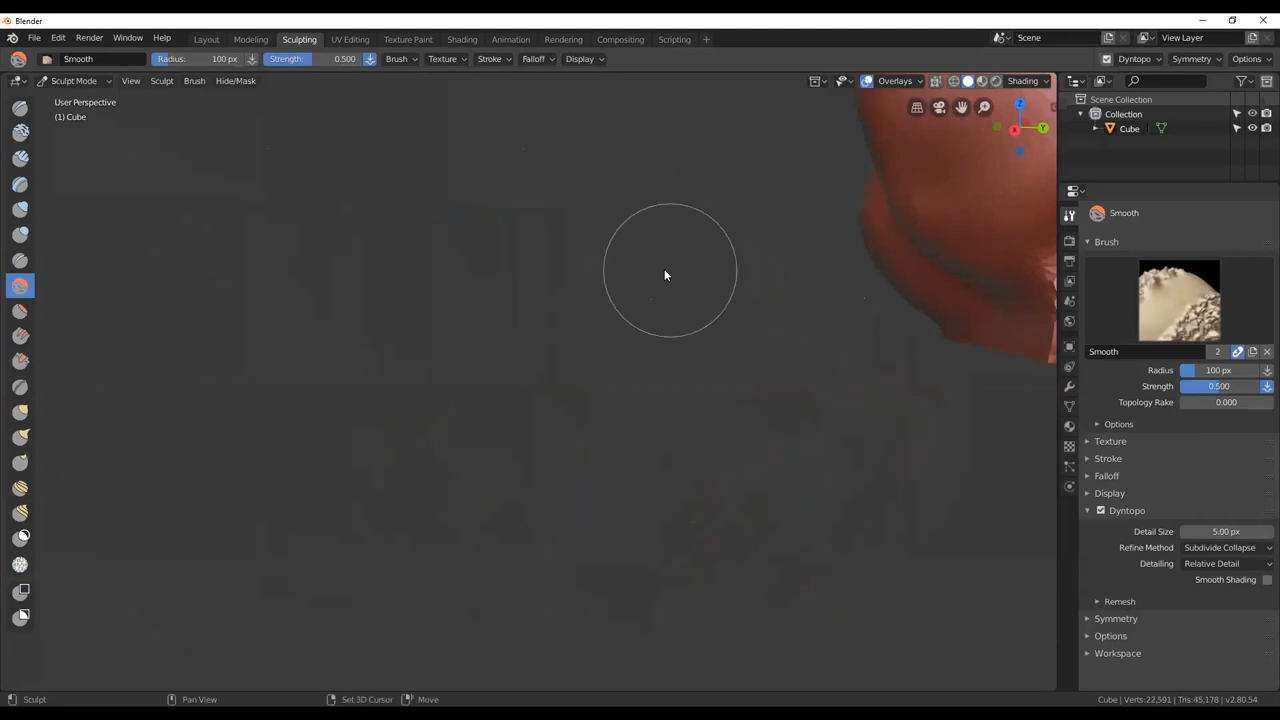 Blender
File Edit Render Window Help Layout Modeling Sculpting UV Editing Texture Paint Shading Animation Rendering Compositing Scripting + Scene View Layer
Smooth Radius: 100 px Strength: 0.500 Brush Texture Stroke Falloff Display Dyntopo Symmetry Options
Sculpt Mode View Sculpt Brush Hide/Mask Overlays Shading
User Perspective
(1) Cube
Z
Y
X
Scene Collection
Collection
Cube
Smooth
Brush
Smooth 2
Radius 100 px
Strength 0.500
Topology Rake 0.000
Options
Texture
Stroke
Falloff
Display
Dyntopo
Detail Size 5.00 px
Refine Method Subdivide Collapse
Detailing Relative Detail
Smooth Shading
Remesh
Symmetry
Options
Workspace
Sculpt Pan View Set 3D Cursor Move Cube | Verts:22,591 | Tris:45,178 | v2.80.54